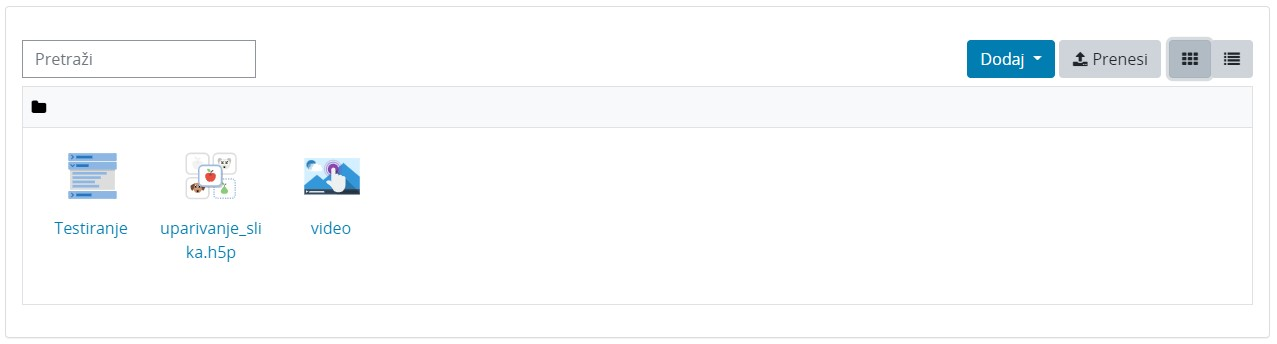 Pretraži
Dodaj
Prenesi
Testiranje
uparivanje_sli
ka.h5p
video